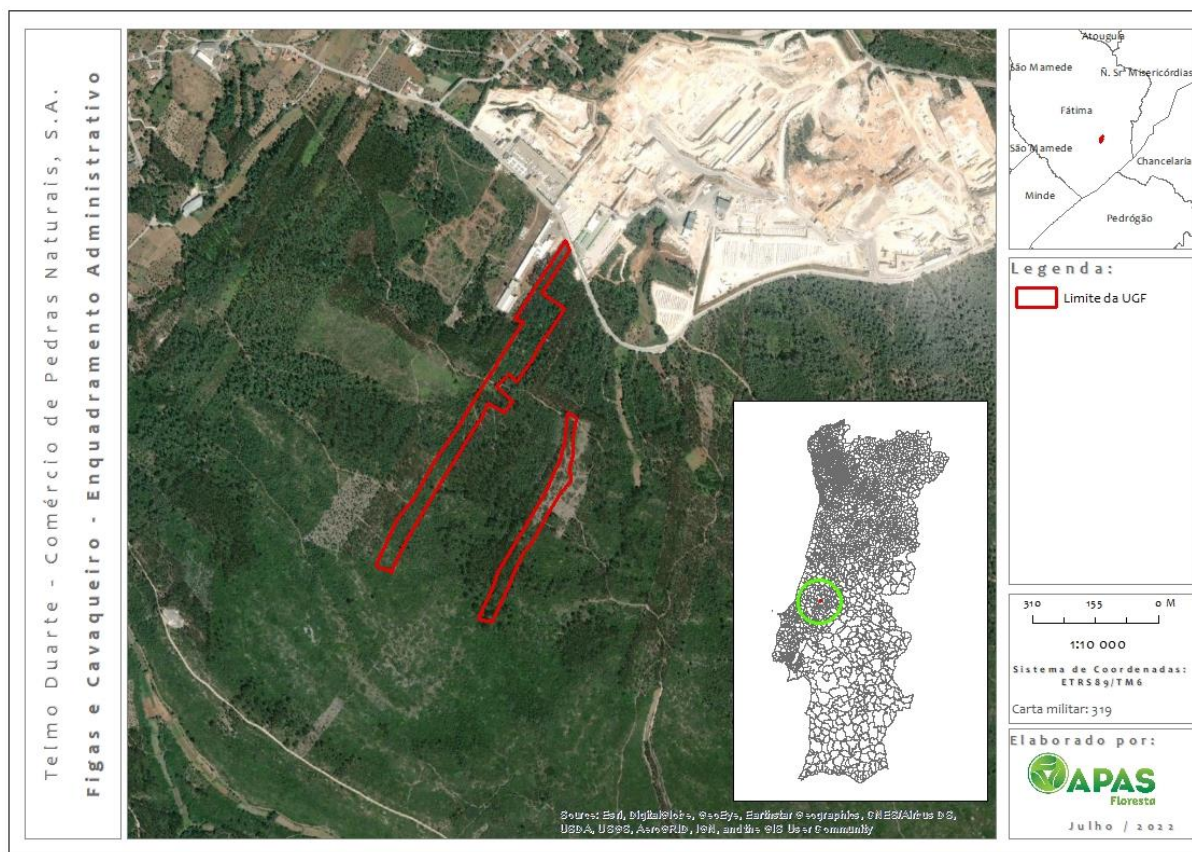 Telmo Duarte - Comércio de Pedras Naturais, S.A.
Figas e Cavaqueiro - Enquadramento Administrativo
Atouguia
São Mamede
N. Srª Misericórdias
Fátima
São Mamede
Chancelaria
Minde
Pedrógão
Legenda:
Limite da UGF
310 155 0 M
1:10 000
Sistema de Coordenadas:
ETRS89/TM6
Carta militar: 319
Elaborado por:
APAS
Floresta
Julho / 2022
Source: Esri, DigitalGlobe, GeoEye, Earthstar Geographics, CNES/Airbus DS,
USDA, USGS, AeroGRID, IGN, and the GIS User Community